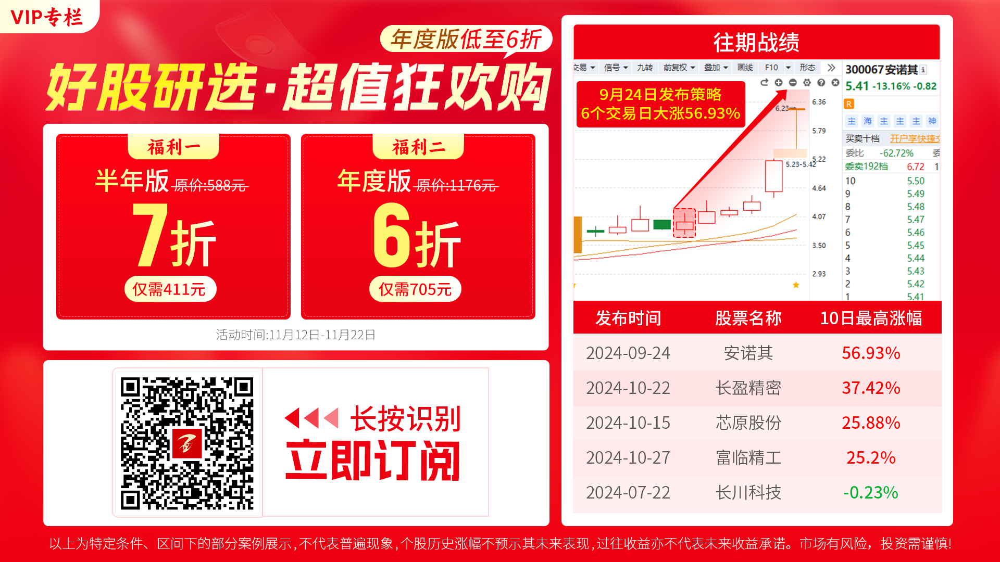 VIP专栏
年度版低至6折
好股研选·超值狂欢购
福利一
半年版 原价:588元
7折
仅需411元
福利二
年度版 原价:1176元
6折
仅需705元
活动时间:11月12日-11月22日
长按识别
立即订阅
往期战绩
交易 信号 九转 前复权 叠加 画线 F10 形态
9月24日发布策略
6个交易日大涨56.93%
6.23
5.23-5.42
6.36
5.79
5.22
4.64
4.07
3.50
2.93
300067安诺其
5.41 -13.16% -0.82
R
主 海 主 主 主 神
买卖十档 开户享快捷交
委比 -62.72% 委
委卖192档 6.72 1
10 5.50
9 5.49
8 5.48
7 5.47
6 5.46
5 5.45
4 5.44
3 5.43
2 5.42
1 5.41
发布时间 股票名称 10日最高涨幅
2024-09-24 安诺其 56.93%
2024-10-22 长盈精密 37.42%
2024-10-15 芯原股份 25.88%
2024-10-27 富临精工 25.2%
2024-07-22 长川科技 -0.23%
以上为特定条件、区间下的部分案例展示,不代表普遍现象,个股历史涨幅不预示其未来表现,过往收益亦不代表未来收益承诺。市场有风险，投资需谨慎!